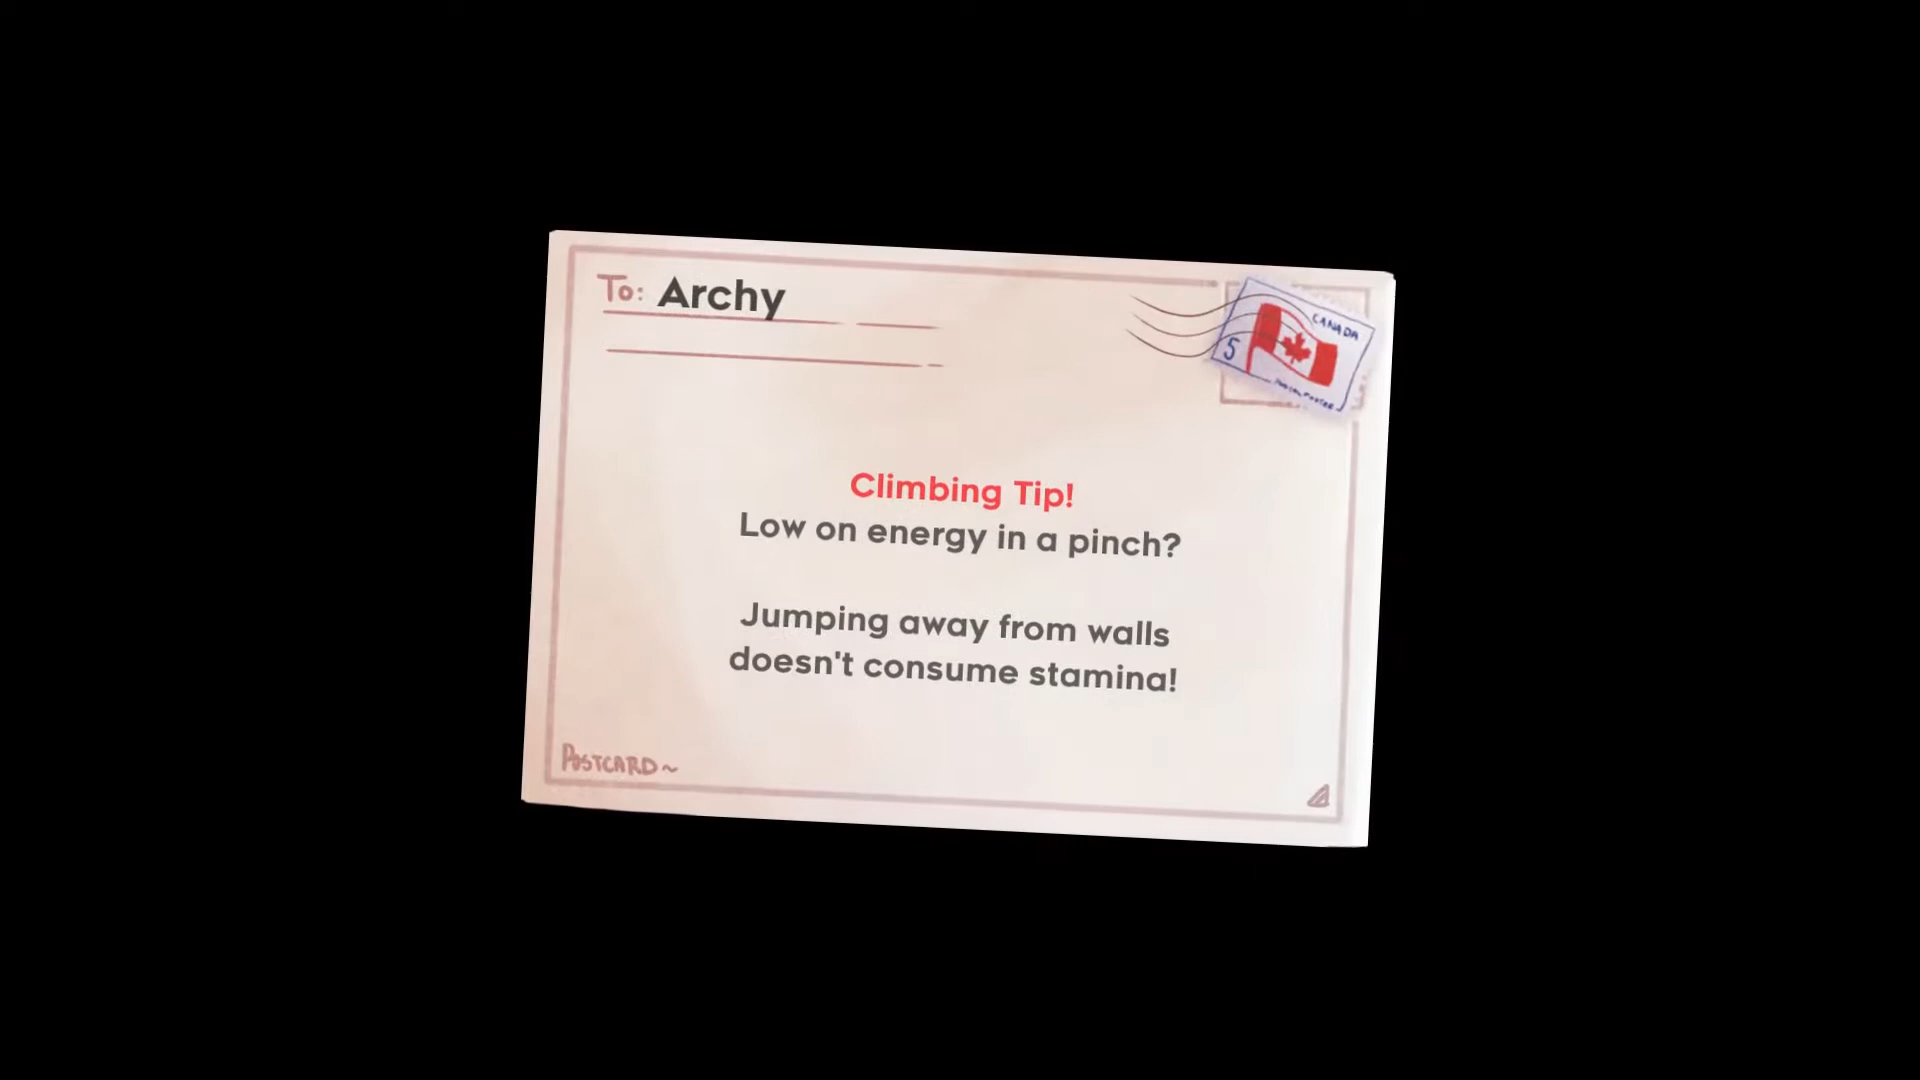 To: Archy
CANADA
5
Climbing Tip!
Low on energy in a pinch?
Jumping away from walls
doesn't consume stamina!
POSTCARD~